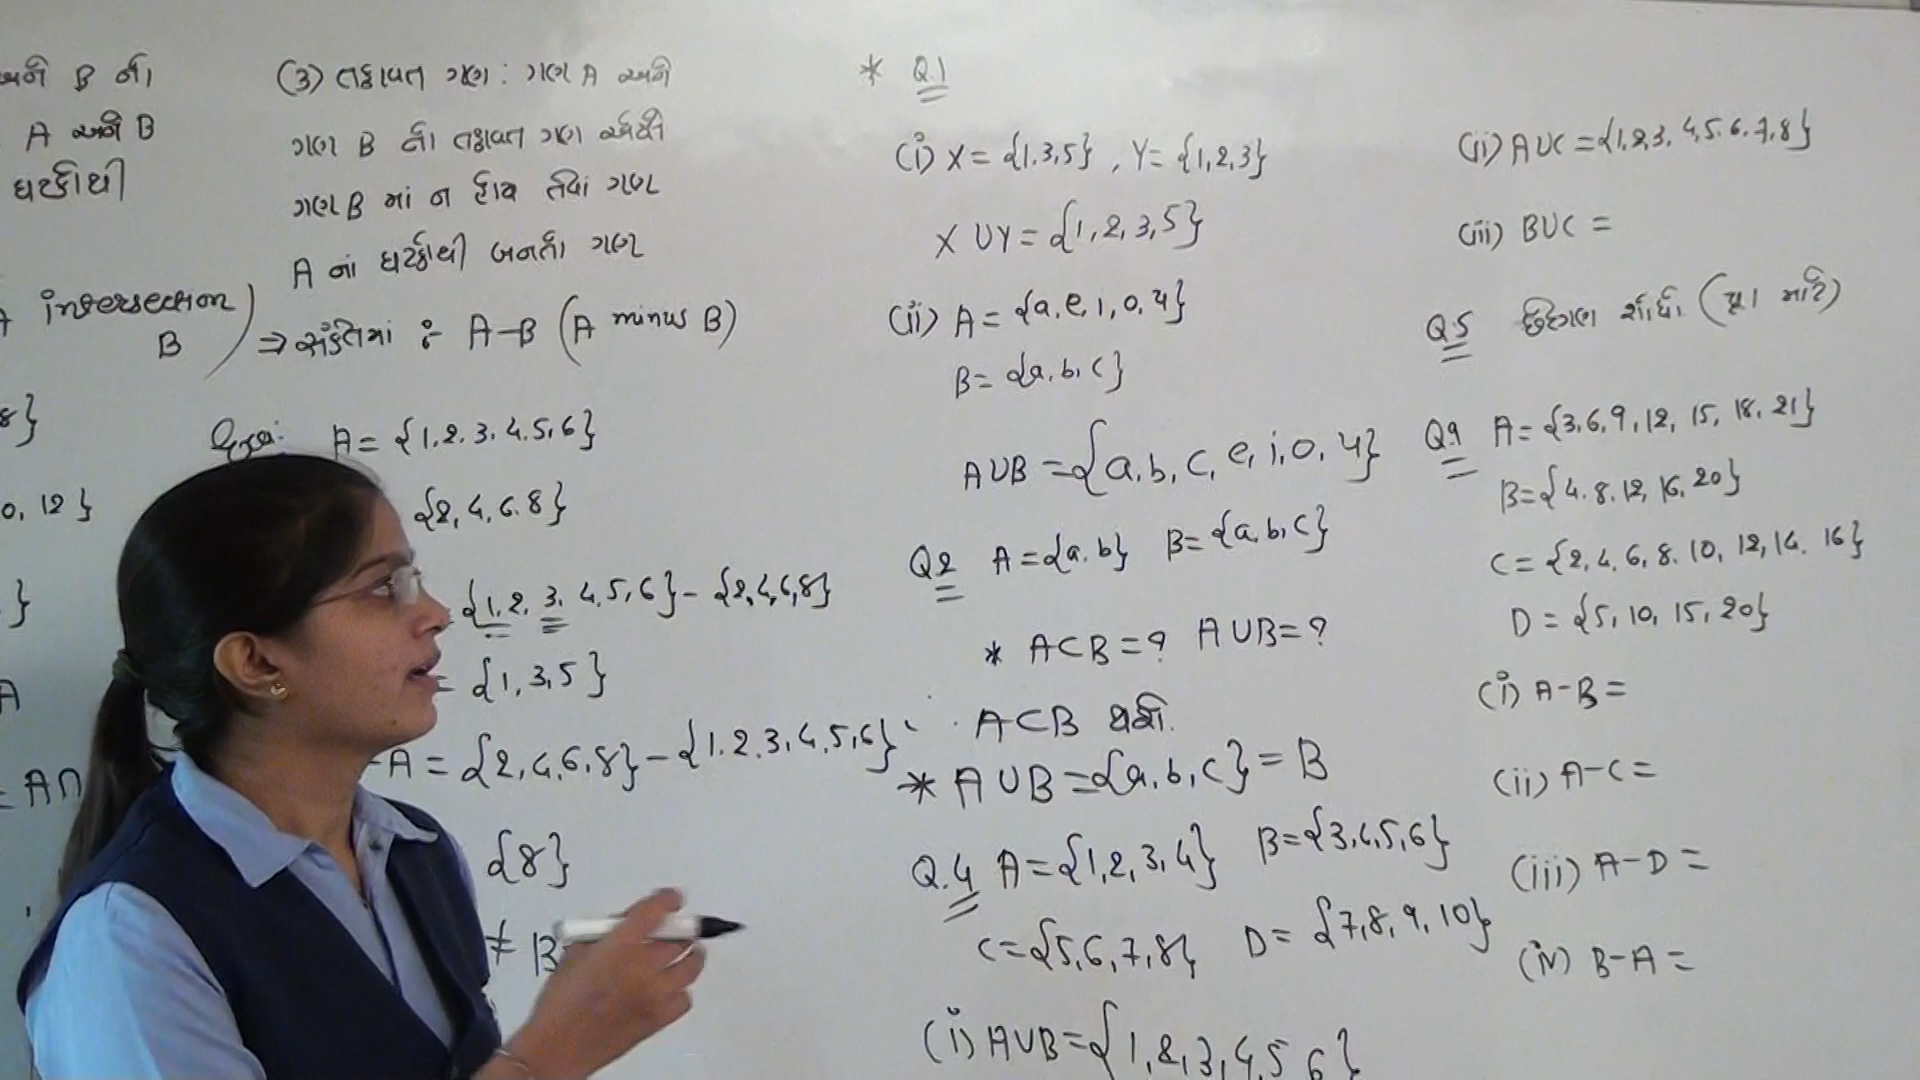 અને B ની
A અને B
ઘટકોથી
intersection
B
8}
0, 12}
}
A
= A∩
(3) તફાવત ગણ : ગણ A અને
ગણ B નો તફાવત ગણ એટલે
ગણ B માં ન હોય તેવાં ગણ
A નાં ઘટકોથી બનતો ગણ
⇒ સંકેતમાં :- A-B (A minus B)
A = {1,2,3,4,5,6}
{2,4,6,8}
= {1,2,3,4,5,6} - {2,4,6,8}
= {1,3,5}
-A = {2,4,6,8} - {1,2,3,4,5,6}
{8}
≠ B-
* Q.1
(i) X = {1,3,5} , Y = {1,2,3}
X ∪ Y = {1,2,3,5}
(ii) A = {a,e,i,o,u}
B = {a,b,c}
A∪B = {a,b,c,e,i,o,u}
Q2 A = {a,b} B = {a,b,c}
* A⊂B = ? A∪B = ?
A⊂B થશે.
* A∪B = {a,b,c} = B
Q.4 A = {1,2,3,4} B = {3,4,5,6}
C = {5,6,7,8} D = {7,8,9,10}
(i) A∪B = {1,2,3,4,5,6}
(ii) A∪C = {1,2,3,4,5,6,7,8}
(iii) B∪C =
Q.5 છેદગણ શોધો
Q.9 A = {3,6,9,12,15,18,21}
B = {4,8,12,16,20}
C = {2,4,6,8,10,12,14,16}
D = {5,10,15,20}
(i) A-B =
(ii) A-C =
(iii) A-D =
(iv) B-A =